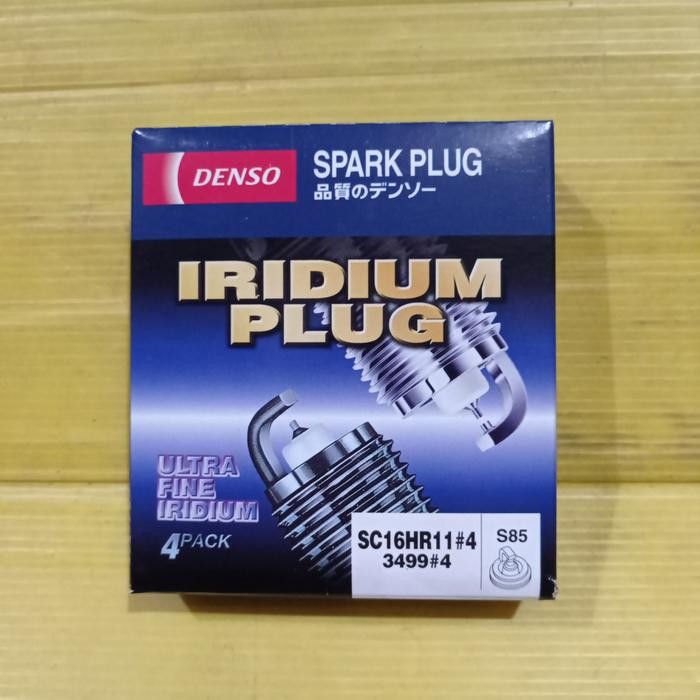 DENSO
SPARK PLUG
品質のデンソー
IRIDIUM
PLUG
ULTRA
FINE
IRIDIUM
4PACK
SC16HR11#4
3499#4
S85